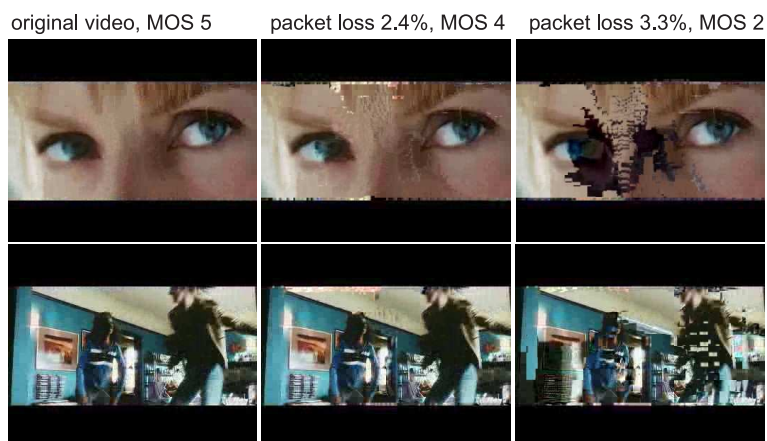 original video, MOS 5
packet loss 2.4%, MOS 4
packet loss 3.3%, MOS 2